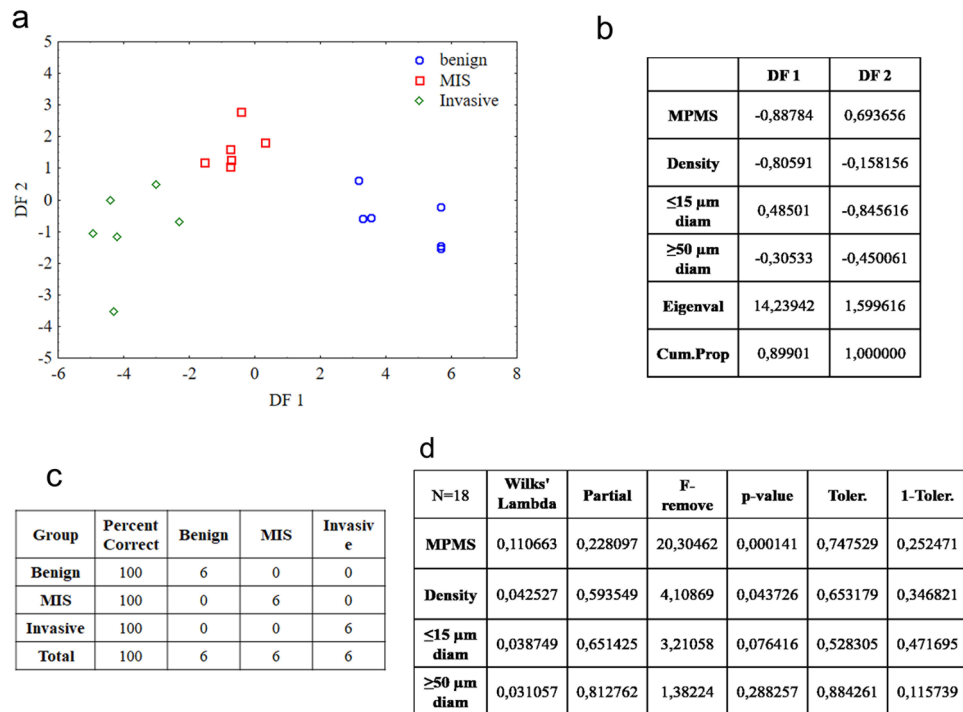 a
5
4
3
2
1
0
-1
-2
-3
-4
-5
DF 2
-6 -4 -2 0 2 4 6 8
DF 1
benign
MIS
Invasive
b
DF 1 DF 2
MPMS -0,88784 0,693656
Density -0,80591 -0,158156
≤15 µm
diam 0,48501 -0,845616
≥50 µm
diam -0,30533 -0,450061
Eigenval 14,23942 1,599616
Cum.Prop 0,89901 1,000000
c
Group Percent Correct Benign MIS Invasiv
e
Benign 100 6 0 0
MIS 100 0 6 0
Invasive 100 0 0 6
Total 100 6 6 6
d
N=18 Wilks' Lambda Partial F-
remove p-value Toler. 1-Toler.
MPMS 0,110663 0,228097 20,30462 0,000141 0,747529 0,252471
Density 0,042527 0,593549 4,10869 0,043726 0,653179 0,346821
≤15 µm
diam 0,038749 0,651425 3,21058 0,076416 0,528305 0,471695
≥50 µm
diam 0,031057 0,812762 1,38224 0,288257 0,884261 0,115739